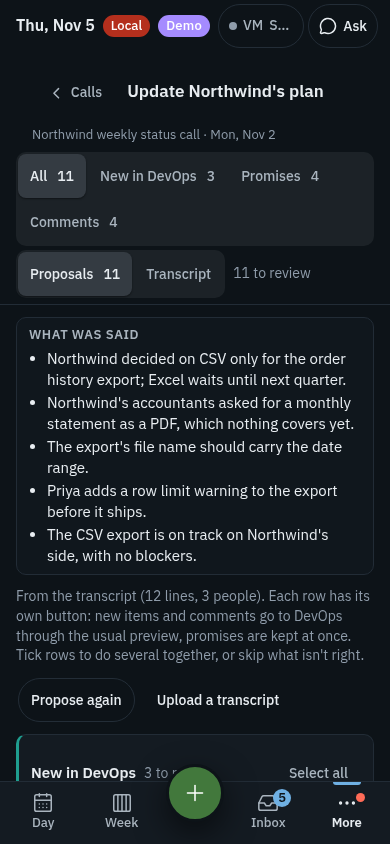 Thu, Nov 5 Local Demo VM S... Ask
Calls Update Northwind's plan
Northwind weekly status call · Mon, Nov 2
All 11 New in DevOps 3 Promises 4
Comments 4
Proposals 11 Transcript 11 to review
WHAT WAS SAID
• Northwind decided on CSV only for the order
history export; Excel waits until next quarter.
• Northwind's accountants asked for a monthly
statement as a PDF, which nothing covers yet.
• The export's file name should carry the date
range.
• Priya adds a row limit warning to the export
before it ships.
• The CSV export is on track on Northwind's
side, with no blockers.
From the transcript (12 lines, 3 people). Each row has its
own button: new items and comments go to DevOps
through the usual preview, promises are kept at once.
Tick rows to do several together, or skip what isn't right.
Propose again Upload a transcript
New in DevOps 3 to Select all
Day Week Inbox 5 More